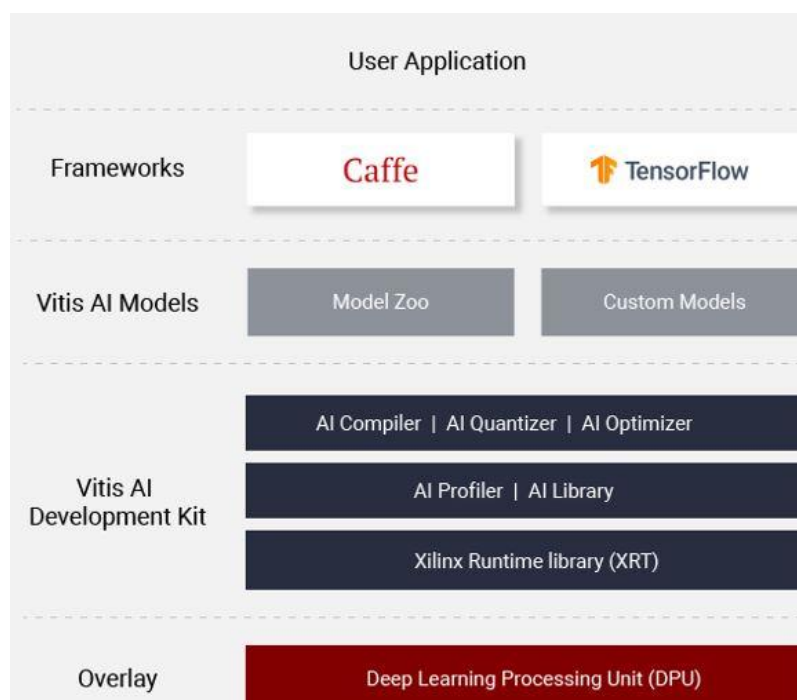 User Application
Frameworks
Caffe
TensorFlow
Vitis AI Models
Model Zoo
Custom Models
Vitis AI
Development Kit
AI Compiler | AI Quantizer | AI Optimizer
AI Profiler | AI Library
Xilinx Runtime library (XRT)
Overlay
Deep Learning Processing Unit (DPU)